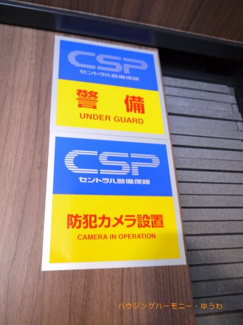 CSP
セントラル警備保障
警備
UNDER GUARD
CSP
セントラル警備保障
防犯カメラ設置
CAMERA IN OPERATION
ハウジングハーモニー・ゆうわ